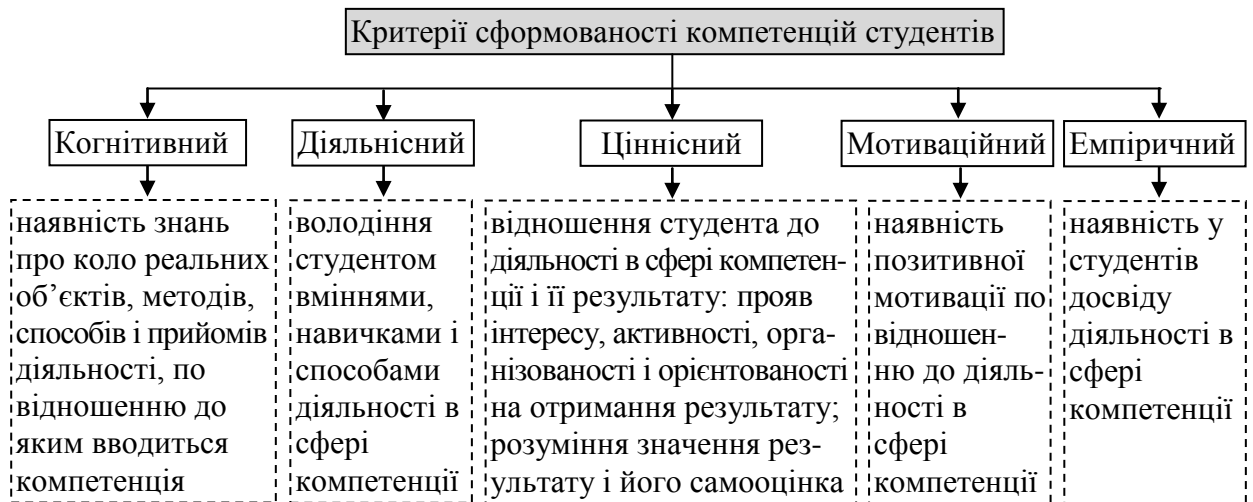 Критерії сформованості компетенцій студентів
Когнітивний
Діяльнісний
Ціннісний
Мотиваційний
Емпіричний
наявність знань
про коло реальних
об’єктів, методів,
способів і прийомів
діяльності, по
відношенню до
яким вводиться
компетенція
володіння
студентом
вміннями,
навичками і
способами
діяльності в
сфері
компетенції
відношення студента до
діяльності в сфері компетен-
ції і її результату: прояв
інтересу, активності, орга-
нізованості і орієнтованості
на отримання результату;
розуміння значення рез-
ультату і його самооцінка
наявність
позитивної
мотивації по
відношен-
ню до діяль-
ності в
сфері
компетенції
наявність у
студентів
досвіду
діяльності в
сфері
компетенції